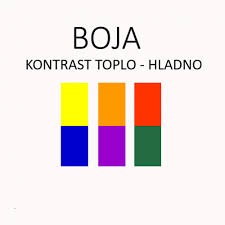 BOJA
KONTRAST TOPLO - HLADNO